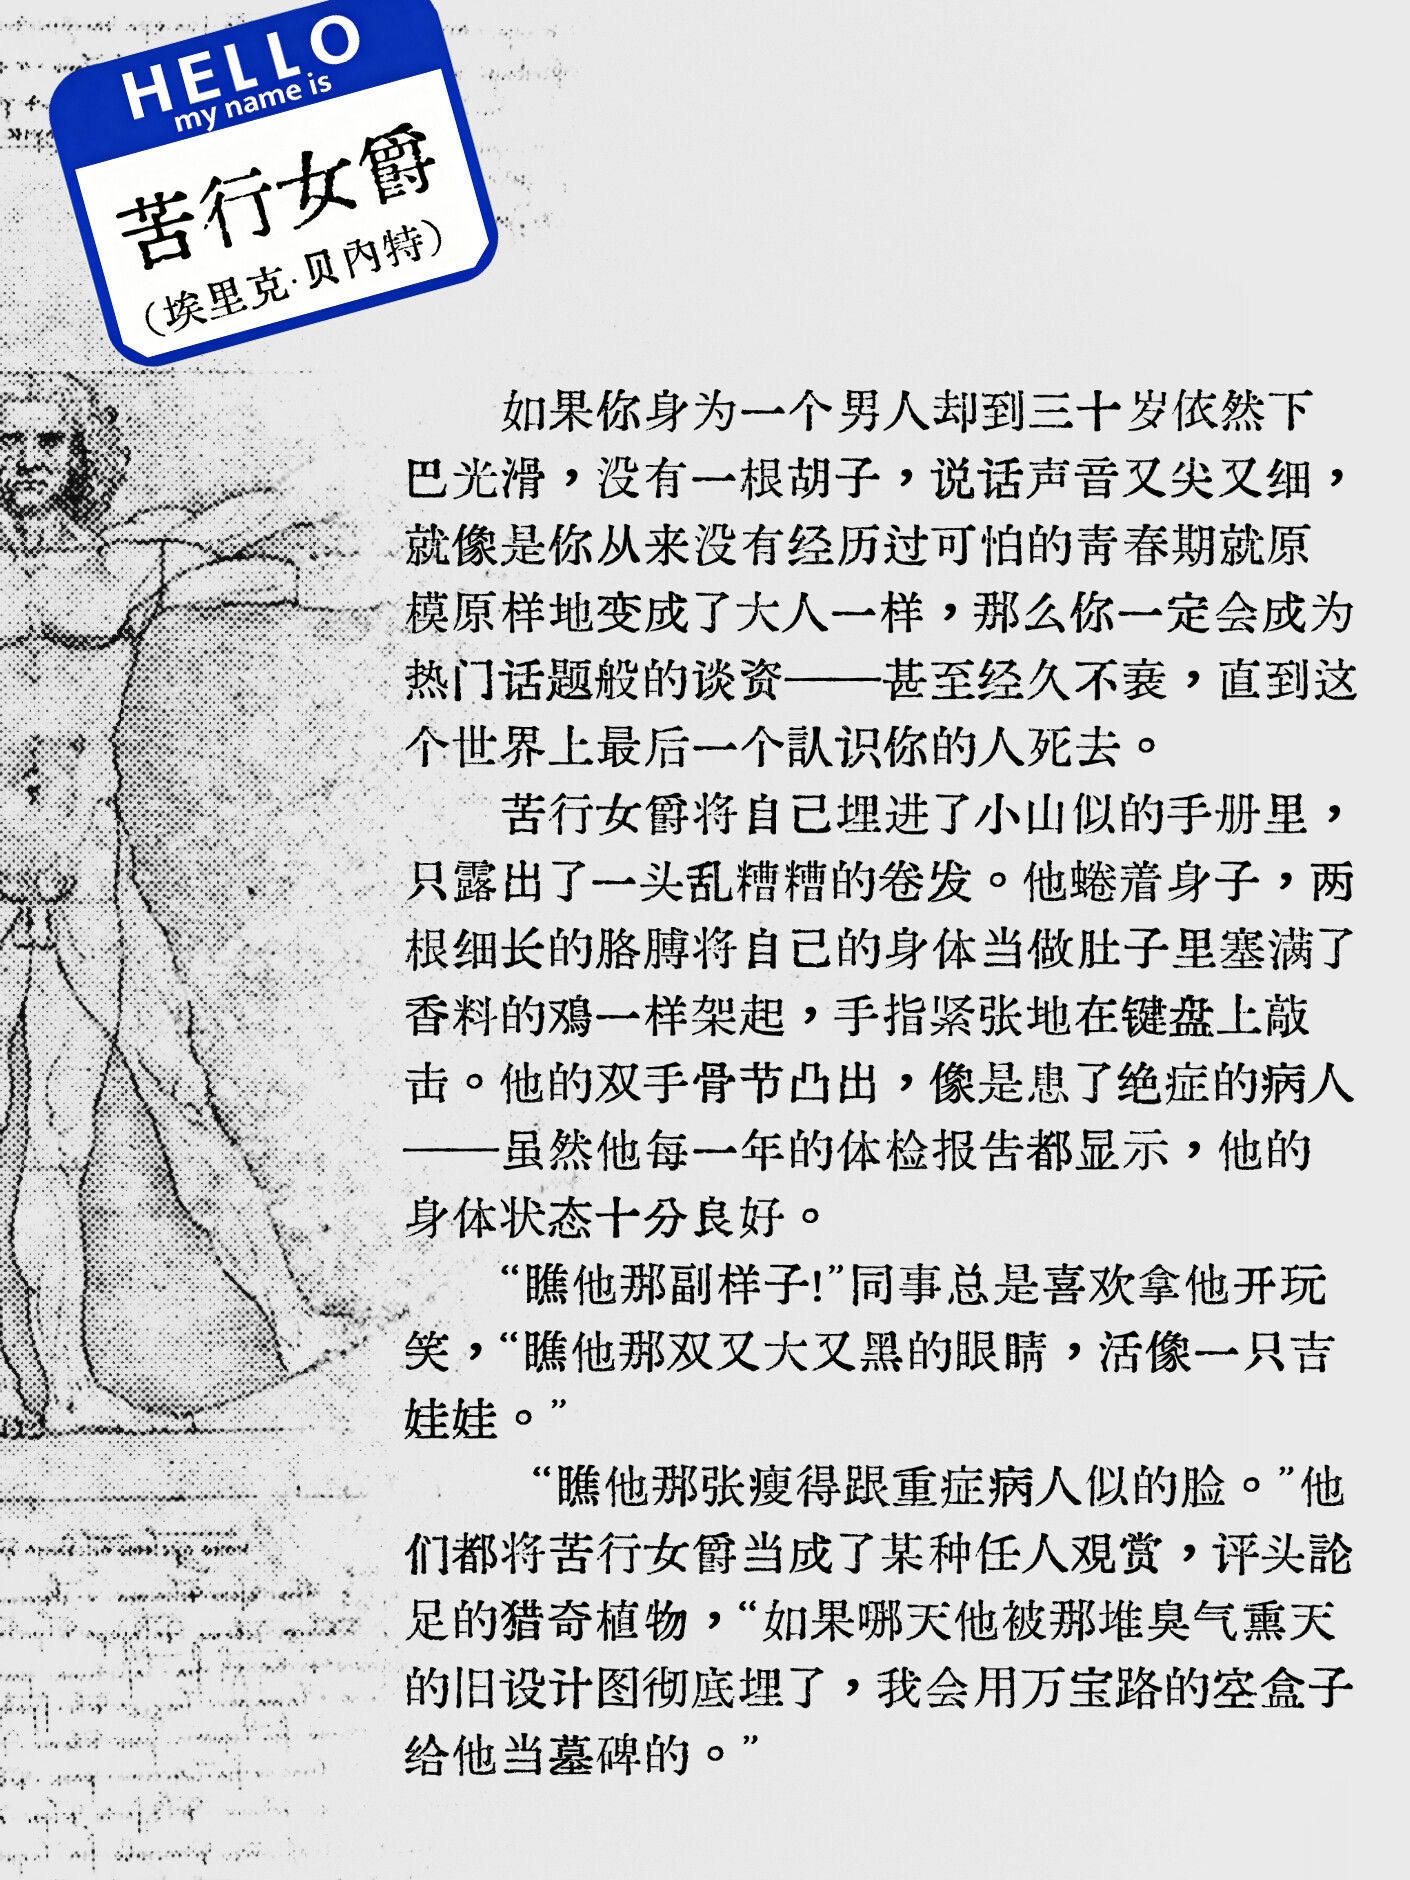 HELLO
my name is
苦行女爵
（埃里克·贝内特）
如果你身为一个男人却到三十岁依然下
巴光滑，没有一根胡子，说话声音又尖又细，
就像是你从来没有经历过可怕的青春期就原
模原样地变成了大人一样，那么你一定会成为
热门话题般的谈资——甚至经久不衰，直到这
个世界上最后一个认识你的人死去。
苦行女爵将自己埋进了小山似的手册里，
只露出了一头乱糟糟的卷发。他蜷着身子，两
根细长的胳膊将自己的身体当做肚子里塞满了
香料的鸡一样架起，手指紧张地在键盘上敲
击。他的双手骨节凸出，像是患了绝症的病人
——虽然他每一年的体检报告都显示，他的
身体状态十分良好。
“瞧他那副样子！”同事总是喜欢拿他开玩
笑，“瞧他那双又大又黑的眼睛，活像一只吉
娃娃。”
“瞧他那张瘦得跟重症病人似的脸。”他
们都将苦行女爵当成了某种任人观赏，评头论
足的猎奇植物，“如果哪天他被那堆臭气熏天
的旧设计图彻底埋了，我会用万宝路的空盒子
给他当墓碑的。”